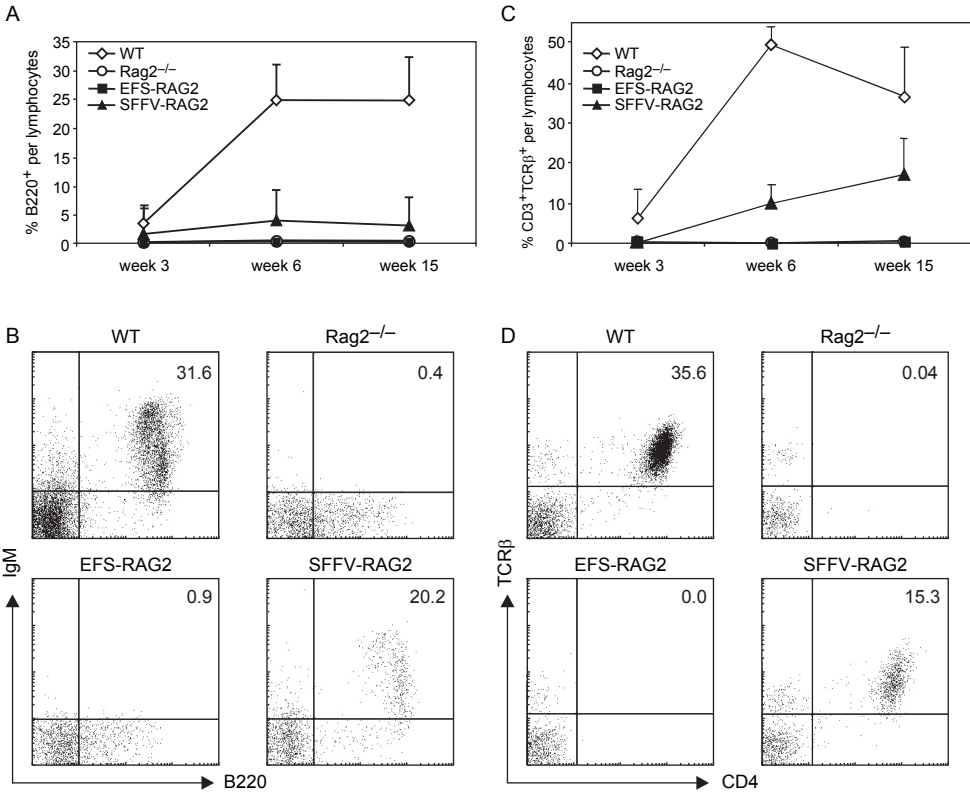 A
% B220⁺ per lymphocytes
35
30
25
20
15
10
5
0
WT
Rag2⁻/⁻
EFS-RAG2
SFFV-RAG2
week 3
week 6
week 15
C
% CD3⁺TCRβ⁺ per lymphocytes
50
40
30
20
10
0
WT
Rag2⁻/⁻
EFS-RAG2
SFFV-RAG2
week 3
week 6
week 15
B
WT
31.6
Rag2⁻/⁻
0.4
EFS-RAG2
0.9
SFFV-RAG2
20.2
IgM
B220
D
WT
35.6
Rag2⁻/⁻
0.04
EFS-RAG2
0.0
SFFV-RAG2
15.3
TCRβ
CD4